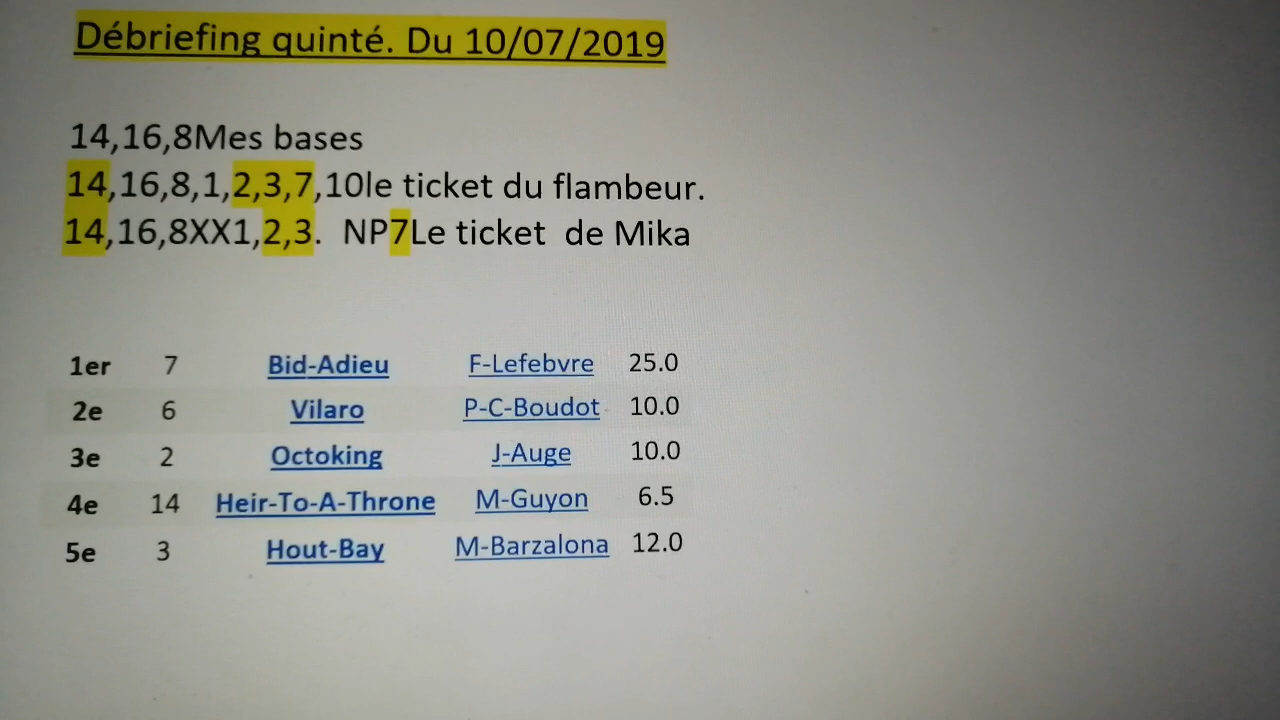 Débriefing quinté. Du 10/07/2019
14,16,8Mes bases
14,16,8,1,2,3,7,10le ticket du flambeur.
14,16,8XX1,2,3. NP7Le ticket de Mika
1er 7 Bid-Adieu F-Lefebvre 25.0
2e 6 Vilaro P-C-Boudot 10.0
3e 2 Octoking J-Auge 10.0
4e 14 Heir-To-A-Throne M-Guyon 6.5
5e 3 Hout-Bay M-Barzalona 12.0